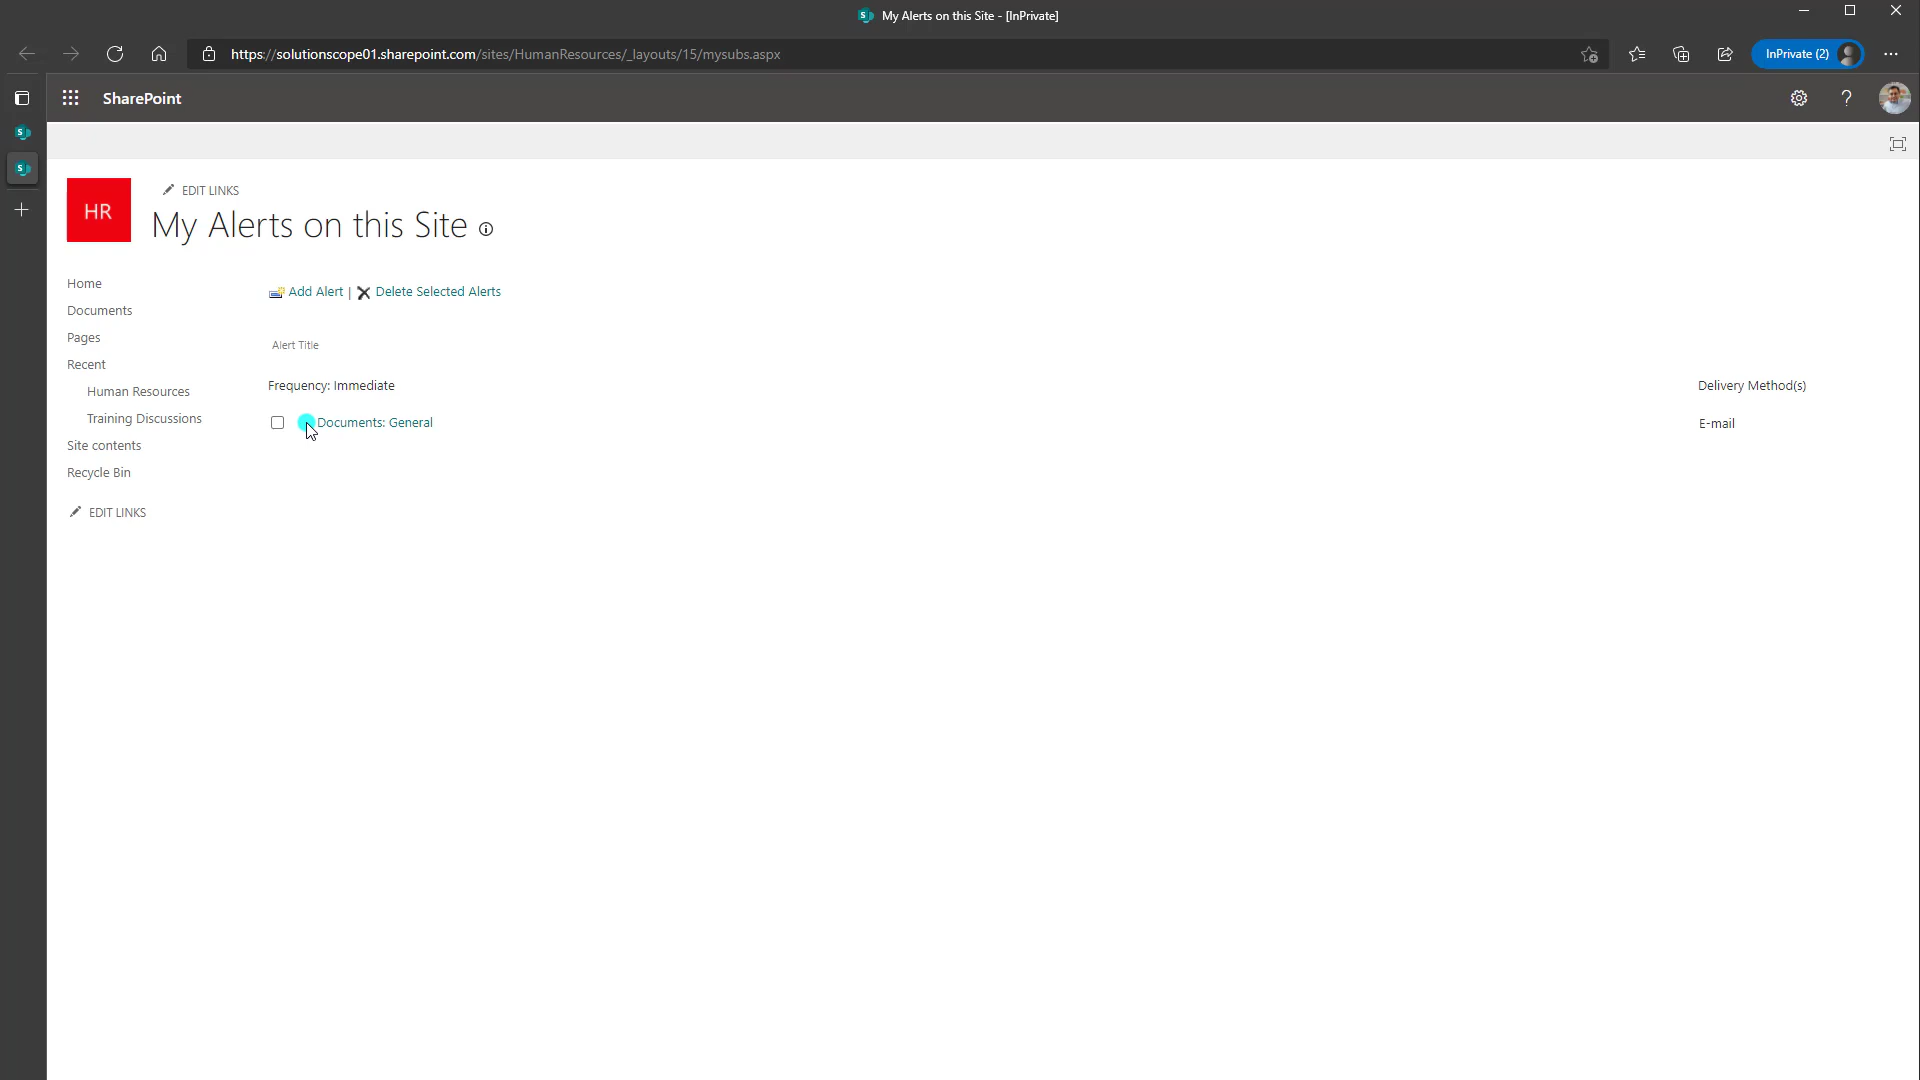 My Alerts on this Site - [InPrivate]
https://solutionscope01.sharepoint.com/sites/HumanResources/_layouts/15/mysubs.aspx
InPrivate (2)
SharePoint
?
HR
EDIT LINKS
My Alerts on this Site
Home
Documents
Pages
Recent
Human Resources
Training Discussions
Site contents
Recycle Bin
EDIT LINKS
Add Alert | Delete Selected Alerts
Alert Title
Frequency: Immediate
Delivery Method(s)
Documents: General
E-mail